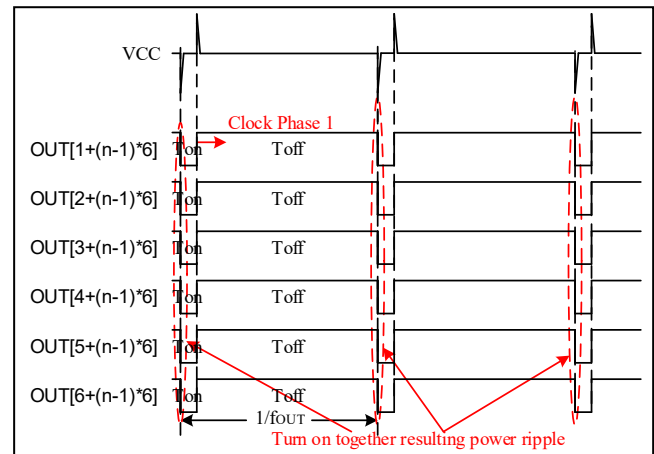 VCC
Clock Phase 1
OUT[1+(n-1)*6] Ton Toff
OUT[2+(n-1)*6] Ton Toff
OUT[3+(n-1)*6] Ton Toff
OUT[4+(n-1)*6] Ton Toff
OUT[5+(n-1)*6] Ton Toff
OUT[6+(n-1)*6] Ton Toff
1/fOUT
Turn on together resulting power ripple